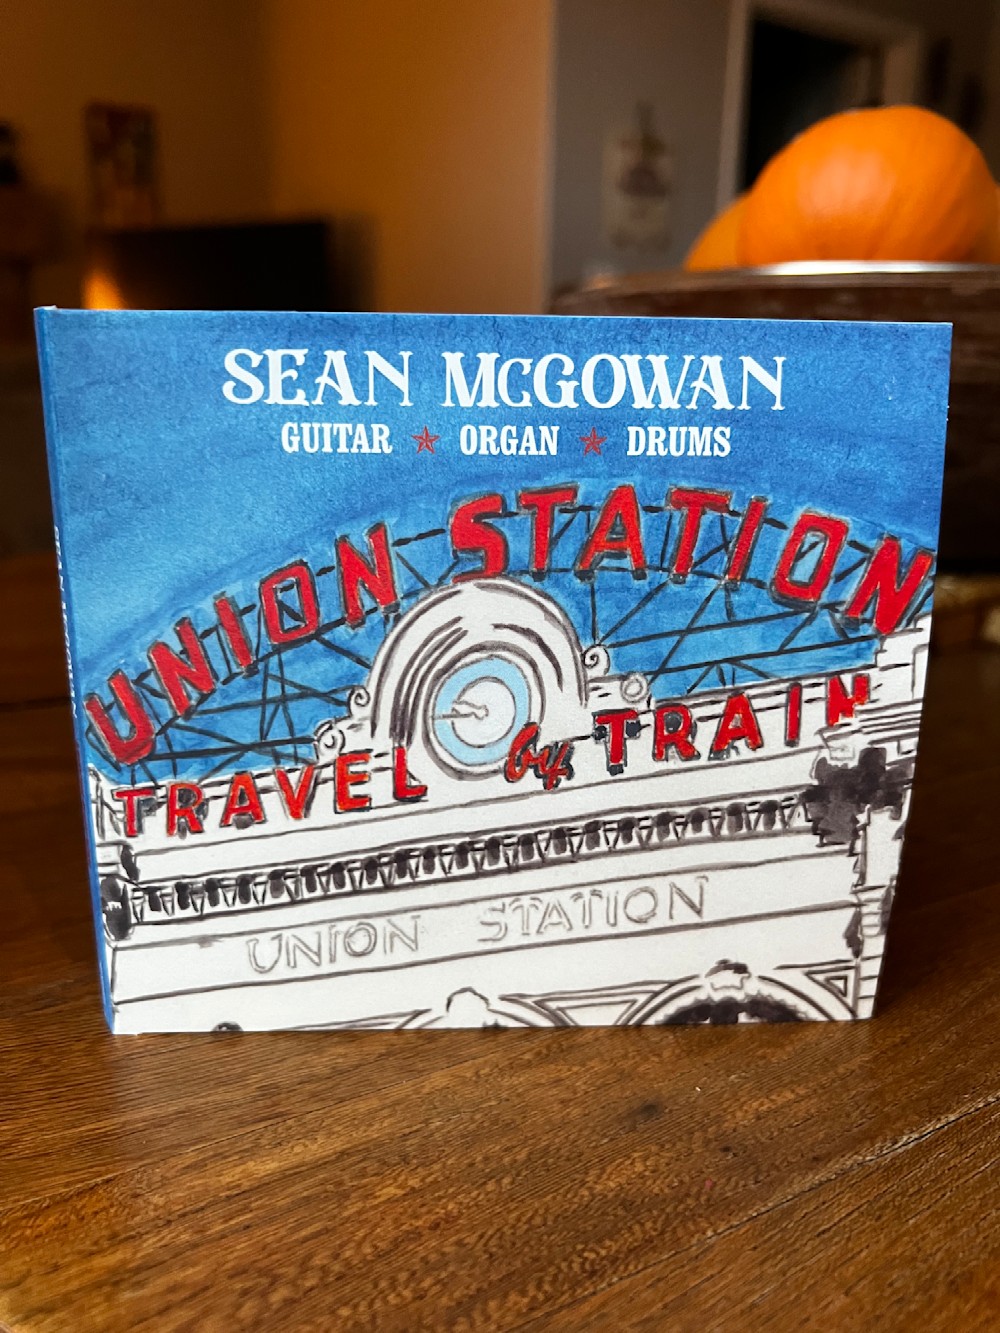 SEAN McGOWAN
GUITAR ★ ORGAN ★ DRUMS
UNION STATION
TRAVEL by TRAIN
UNION STATION